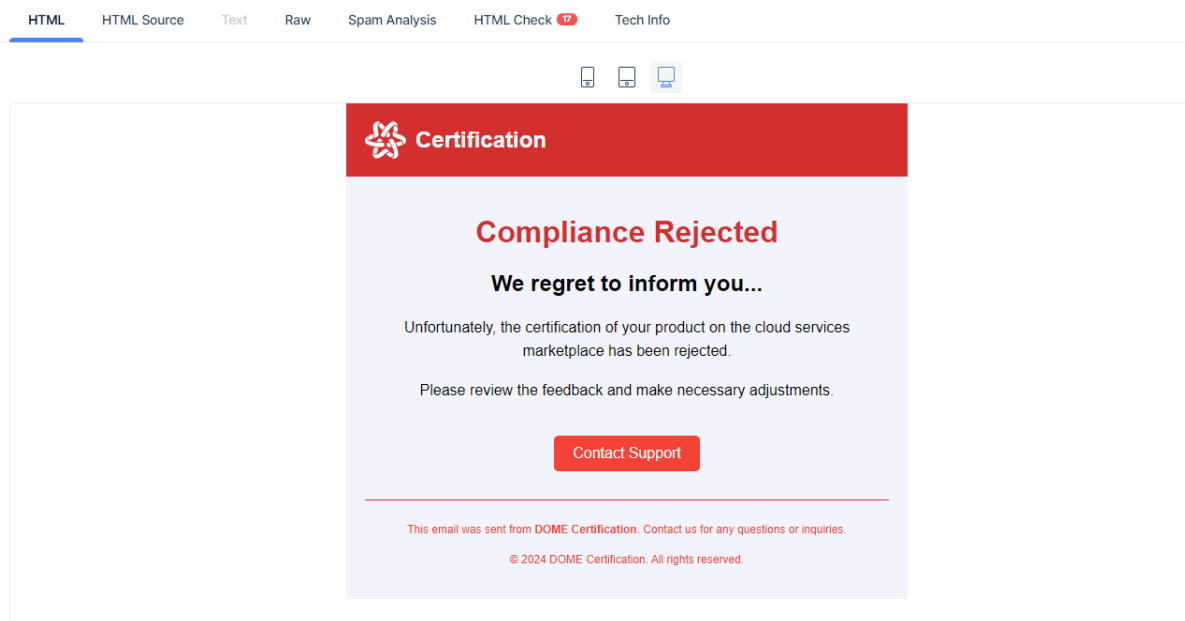 HTML HTML Source Text Raw Spam Analysis HTML Check 17 Tech Info
Certification
Compliance Rejected
We regret to inform you...
Unfortunately, the certification of your product on the cloud services
marketplace has been rejected.
Please review the feedback and make necessary adjustments.
Contact Support
This email was sent from DOME Certification. Contact us for any questions or inquiries.
© 2024 DOME Certification. All rights reserved.